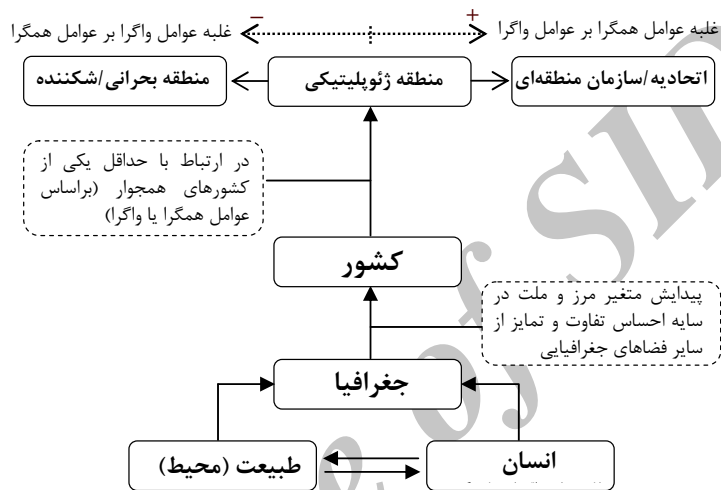 غلبه عوامل همگرا بر عوامل واگرا + − غلبه عوامل واگرا بر عوامل همگرا
اتحادیه/سازمان منطقه‌ای
منطقه ژئوپلیتیکی
منطقه بحرانی/شکننده
در ارتباط با حداقل یکی از
کشورهای همجوار (براساس
عوامل همگرا یا واگرا)
کشور
پیدایش متغیر مرز و ملت در
سایه احساس تفاوت و تمایز از
سایر فضاهای جغرافیایی
جغرافیا
انسان
طبیعت (محیط)
e of SID